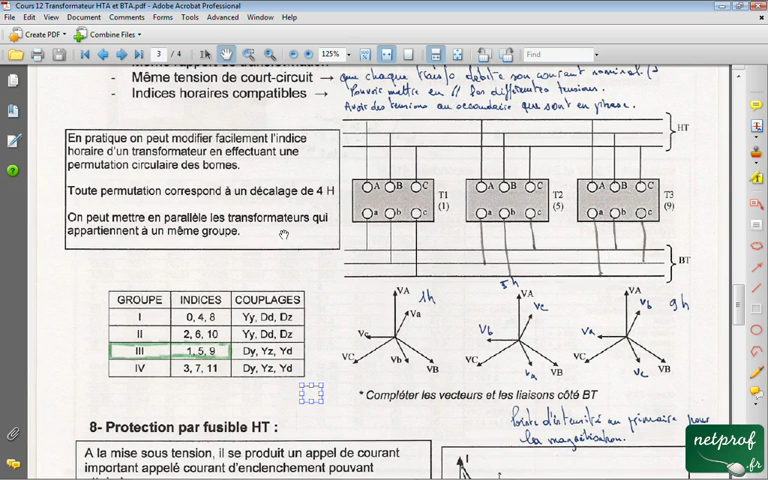 Cours 12 Transformateur HTA et BTA.pdf - Adobe Acrobat Professional
File Edit View Document Comments Forms Tools Advanced Window Help
Create PDF Combine Files
3 / 4 125% Find
- Même tension de court-circuit → que chaque transfo débite son courant nominal.
- Indices horaires compatibles → Pouvoir mettre en // les différentes tensions.
Avoir des tensions au secondaire qui sont en phase.
En pratique on peut modifier facilement l'indice
horaire d'un transformateur en effectuant une
permutation circulaire des bornes.
Toute permutation correspond à un décalage de 4 H
On peut mettre en parallèle les transformateurs qui
appartiennent à un même groupe.
HT
A B C A B C A B C
T1 (1) T2 (5) T3 (9)
a b c a b c a b c
BT
GROUPE INDICES COUPLAGES
I 0, 4, 8 Yy, Dd, Dz
II 2, 6, 10 Yy, Dd, Dz
III 1, 5, 9 Dy, Yz, Yd
IV 3, 7, 11 Dy, Yz, Yd
VA 1h Va Vc VC Vb VB
5h VA Vc Vb VC Va VB
VA Vb 9h Va VC Vc VB
* Compléter les vecteurs et les liaisons côté BT
8- Protection par fusible HT :
Pointe d'intensité au primaire pour
la magnétisation.
A la mise sous tension, il se produit un appel de courant
important appelé courant d'enclenchement pouvant
I
netprof
.fr